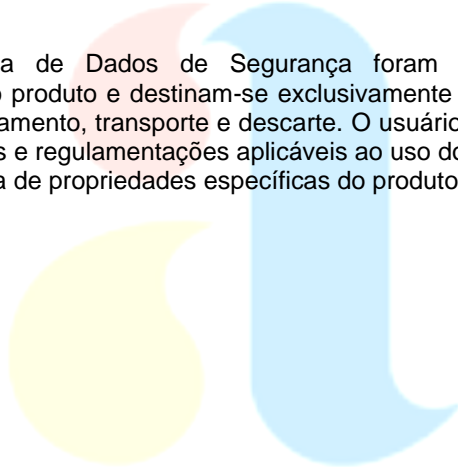 a de Dados de Segurança foram
produto e destinam-se exclusivamente
amento, transporte e descarte. O usuário
s e regulamentações aplicáveis ao uso do
a de propriedades específicas do produto